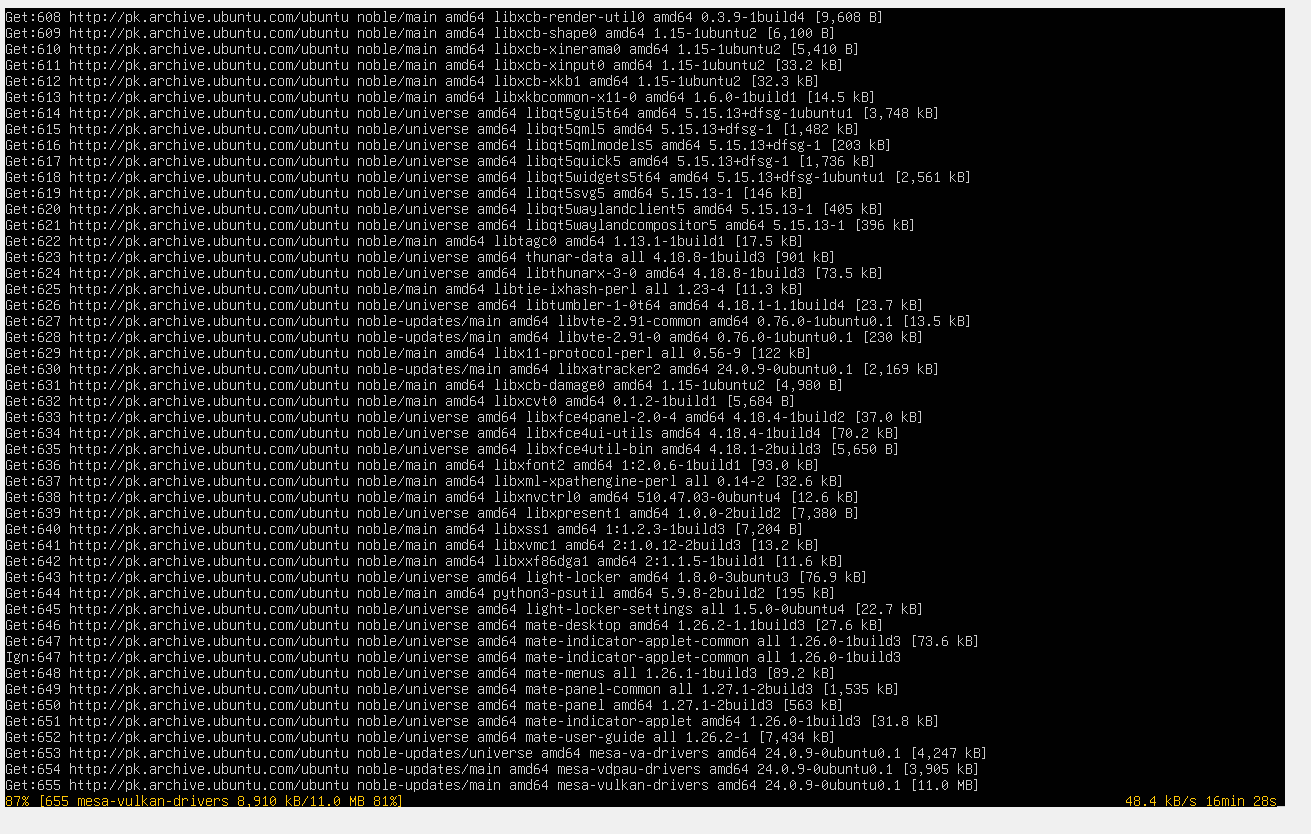 Get:608 http://pk.archive.ubuntu.com/ubuntu noble/main amd64 libxcb-render-util0 amd64 0.3.9-1build4 [9,608 B]
Get:609 http://pk.archive.ubuntu.com/ubuntu noble/main amd64 libxcb-shape0 amd64 1.15-1ubuntu2 [6,100 B]
Get:610 http://pk.archive.ubuntu.com/ubuntu noble/main amd64 libxcb-xinerama0 amd64 1.15-1ubuntu2 [5,410 B]
Get:611 http://pk.archive.ubuntu.com/ubuntu noble/main amd64 libxcb-xinput0 amd64 1.15-1ubuntu2 [33.2 kB]
Get:612 http://pk.archive.ubuntu.com/ubuntu noble/main amd64 libxcb-xkb1 amd64 1.15-1ubuntu2 [32.3 kB]
Get:613 http://pk.archive.ubuntu.com/ubuntu noble/main amd64 libxkbcommon-x11-0 amd64 1.6.0-1build1 [14.5 kB]
Get:614 http://pk.archive.ubuntu.com/ubuntu noble/universe amd64 libqt5gui5t64 amd64 5.15.13+dfsg-1ubuntu1 [3,748 kB]
Get:615 http://pk.archive.ubuntu.com/ubuntu noble/universe amd64 libqt5qml5 amd64 5.15.13+dfsg-1 [1,482 kB]
Get:616 http://pk.archive.ubuntu.com/ubuntu noble/universe amd64 libqt5qmlmodels5 amd64 5.15.13+dfsg-1 [203 kB]
Get:617 http://pk.archive.ubuntu.com/ubuntu noble/universe amd64 libqt5quick5 amd64 5.15.13+dfsg-1 [1,736 kB]
Get:618 http://pk.archive.ubuntu.com/ubuntu noble/universe amd64 libqt5widgets5t64 amd64 5.15.13+dfsg-1ubuntu1 [2,561 kB]
Get:619 http://pk.archive.ubuntu.com/ubuntu noble/universe amd64 libqt5svg5 amd64 5.15.13-1 [146 kB]
Get:620 http://pk.archive.ubuntu.com/ubuntu noble/universe amd64 libqt5waylandclient5 amd64 5.15.13-1 [405 kB]
Get:621 http://pk.archive.ubuntu.com/ubuntu noble/universe amd64 libqt5waylandcompositor5 amd64 5.15.13-1 [396 kB]
Get:622 http://pk.archive.ubuntu.com/ubuntu noble/main amd64 libtagc0 amd64 1.13.1-1build1 [17.5 kB]
Get:623 http://pk.archive.ubuntu.com/ubuntu noble/universe amd64 thunar-data all 4.18.8-1build3 [901 kB]
Get:624 http://pk.archive.ubuntu.com/ubuntu noble/universe amd64 libthunarx-3-0 amd64 4.18.8-1build3 [73.5 kB]
Get:625 http://pk.archive.ubuntu.com/ubuntu noble/main amd64 libtie-ixhash-perl all 1.23-4 [11.3 kB]
Get:626 http://pk.archive.ubuntu.com/ubuntu noble/universe amd64 libtumbler-1-0t64 amd64 4.18.1-1.1build4 [23.7 kB]
Get:627 http://pk.archive.ubuntu.com/ubuntu noble-updates/main amd64 libvte-2.91-common amd64 0.76.0-1ubuntu0.1 [13.5 kB]
Get:628 http://pk.archive.ubuntu.com/ubuntu noble-updates/main amd64 libvte-2.91-0 amd64 0.76.0-1ubuntu0.1 [230 kB]
Get:629 http://pk.archive.ubuntu.com/ubuntu noble/main amd64 libx11-protocol-perl all 0.56-9 [122 kB]
Get:630 http://pk.archive.ubuntu.com/ubuntu noble-updates/main amd64 libxatracker2 amd64 24.0.9-0ubuntu0.1 [2,169 kB]
Get:631 http://pk.archive.ubuntu.com/ubuntu noble/main amd64 libxcb-damage0 amd64 1.15-1ubuntu2 [4,980 B]
Get:632 http://pk.archive.ubuntu.com/ubuntu noble/main amd64 libxcvt0 amd64 0.1.2-1build1 [5,684 B]
Get:633 http://pk.archive.ubuntu.com/ubuntu noble/universe amd64 libxfce4panel-2.0-4 amd64 4.18.4-1build2 [37.0 kB]
Get:634 http://pk.archive.ubuntu.com/ubuntu noble/universe amd64 libxfce4ui-utils amd64 4.18.4-1build4 [70.2 kB]
Get:635 http://pk.archive.ubuntu.com/ubuntu noble/universe amd64 libxfce4util-bin amd64 4.18.1-2build3 [5,650 B]
Get:636 http://pk.archive.ubuntu.com/ubuntu noble/main amd64 libxfont2 amd64 1:2.0.6-1build1 [93.0 kB]
Get:637 http://pk.archive.ubuntu.com/ubuntu noble/main amd64 libxml-xpathengine-perl all 0.14-2 [32.6 kB]
Get:638 http://pk.archive.ubuntu.com/ubuntu noble/main amd64 libxnvctrl0 amd64 510.47.03-0ubuntu4 [12.6 kB]
Get:639 http://pk.archive.ubuntu.com/ubuntu noble/universe amd64 libxpresent1 amd64 1.0.0-2build2 [7,380 B]
Get:640 http://pk.archive.ubuntu.com/ubuntu noble/main amd64 libxss1 amd64 1:1.2.3-1build3 [7,204 B]
Get:641 http://pk.archive.ubuntu.com/ubuntu noble/main amd64 libxvmc1 amd64 2:1.0.12-2build3 [13.2 kB]
Get:642 http://pk.archive.ubuntu.com/ubuntu noble/main amd64 libxxf86dga1 amd64 2:1.1.5-1build1 [11.6 kB]
Get:643 http://pk.archive.ubuntu.com/ubuntu noble/universe amd64 light-locker amd64 1.8.0-3ubuntu3 [76.9 kB]
Get:644 http://pk.archive.ubuntu.com/ubuntu noble/main amd64 python3-psutil amd64 5.9.8-2build2 [195 kB]
Get:645 http://pk.archive.ubuntu.com/ubuntu noble/universe amd64 light-locker-settings all 1.5.0-0ubuntu4 [22.7 kB]
Get:646 http://pk.archive.ubuntu.com/ubuntu noble/universe amd64 mate-desktop amd64 1.26.2-1.1build3 [27.6 kB]
Get:647 http://pk.archive.ubuntu.com/ubuntu noble/universe amd64 mate-indicator-applet-common all 1.26.0-1build3 [73.6 kB]
Ign:647 http://pk.archive.ubuntu.com/ubuntu noble/universe amd64 mate-indicator-applet-common all 1.26.0-1build3
Get:648 http://pk.archive.ubuntu.com/ubuntu noble/universe amd64 mate-menus all 1.26.1-1build3 [89.2 kB]
Get:649 http://pk.archive.ubuntu.com/ubuntu noble/universe amd64 mate-panel-common all 1.27.1-2build3 [1,535 kB]
Get:650 http://pk.archive.ubuntu.com/ubuntu noble/universe amd64 mate-panel amd64 1.27.1-2build3 [563 kB]
Get:651 http://pk.archive.ubuntu.com/ubuntu noble/universe amd64 mate-indicator-applet amd64 1.26.0-1build3 [31.8 kB]
Get:652 http://pk.archive.ubuntu.com/ubuntu noble/universe amd64 mate-user-guide all 1.26.2-1 [7,434 kB]
Get:653 http://pk.archive.ubuntu.com/ubuntu noble-updates/universe amd64 mesa-va-drivers amd64 24.0.9-0ubuntu0.1 [4,247 kB]
Get:654 http://pk.archive.ubuntu.com/ubuntu noble-updates/main amd64 mesa-vdpau-drivers amd64 24.0.9-0ubuntu0.1 [3,905 kB]
Get:655 http://pk.archive.ubuntu.com/ubuntu noble-updates/main amd64 mesa-vulkan-drivers amd64 24.0.9-0ubuntu0.1 [11.0 MB]
87% [655 mesa-vulkan-drivers 8,910 kB/11.0 MB 81%] 48.4 kB/s 16min 28s